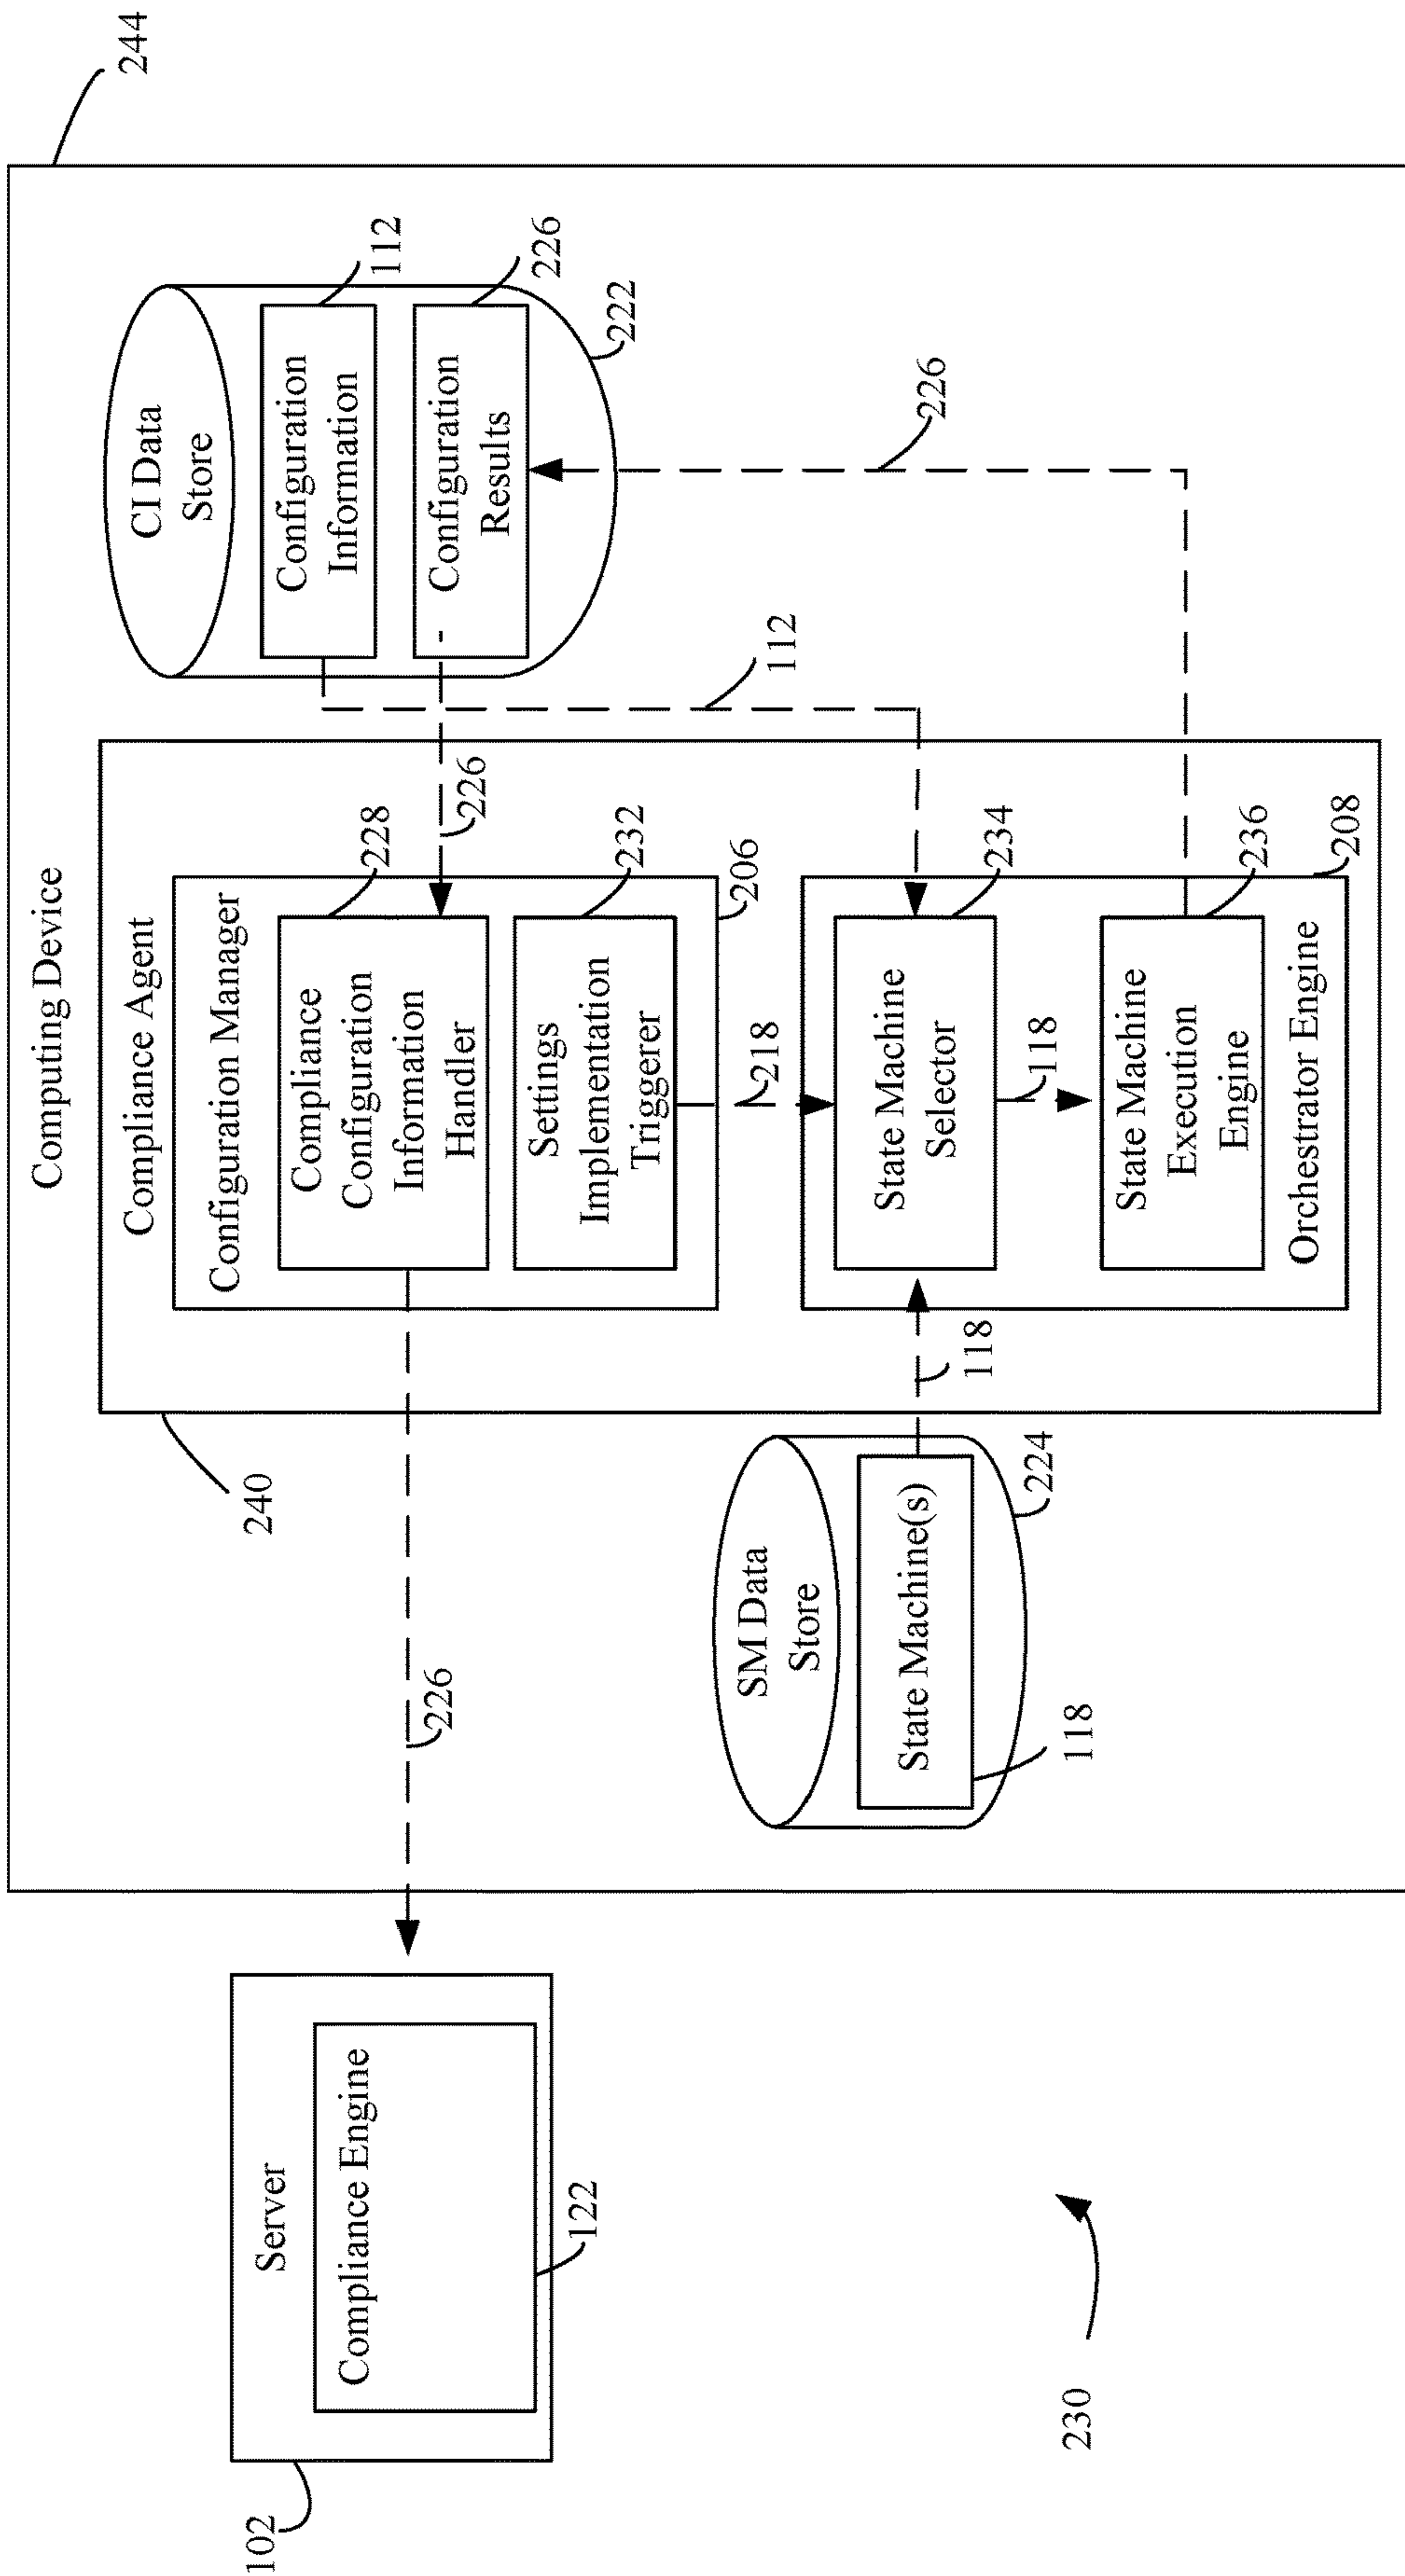 Computing Device
244
Compliance Agent
240
Configuration Manager
Compliance
Configuration
Information
Handler
228
Settings
Implementation
Triggerer
232
206
218
State Machine
Selector
234
118
State Machine
Execution
Engine
236
Orchestrator Engine
208
CI Data
Store
Configuration
Information
112
Configuration
Results
226
222
226
112
226
SM Data
Store
State Machine(s)
224
118
118
226
Server
Compliance Engine
122
102
230